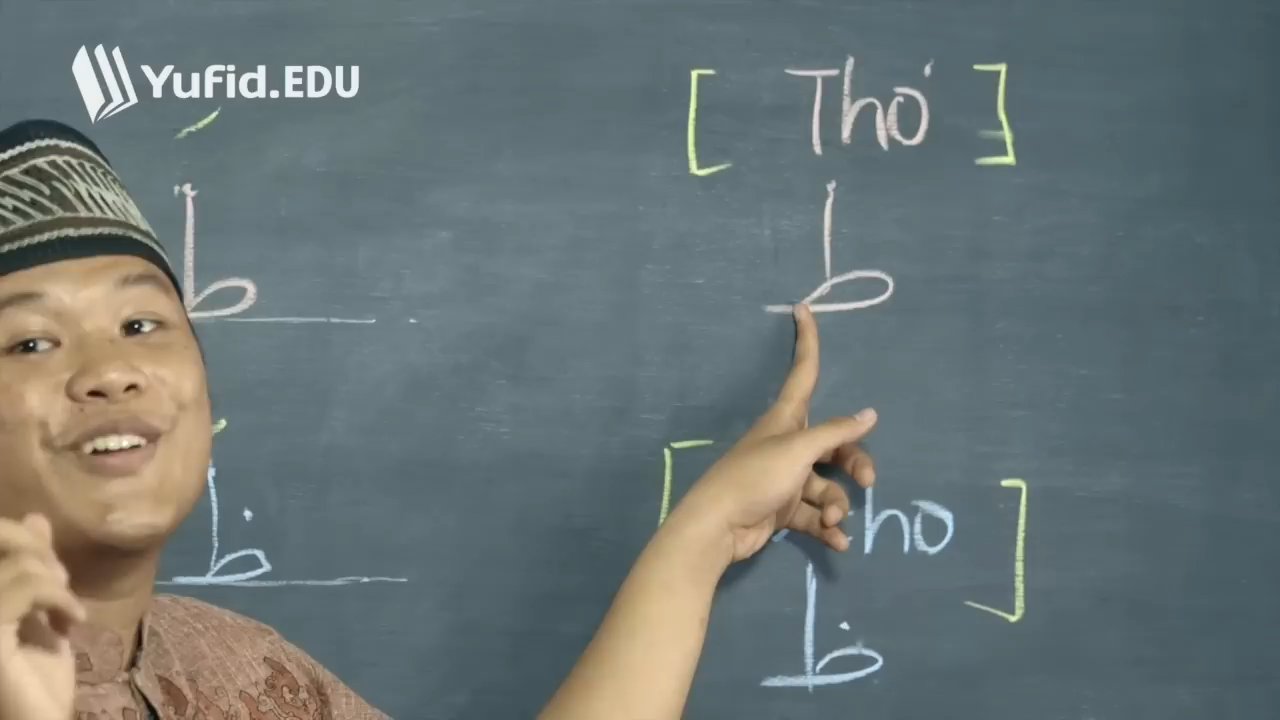 Yufid.EDU
[ Tho' ]
طَ ط
ظَ ظ